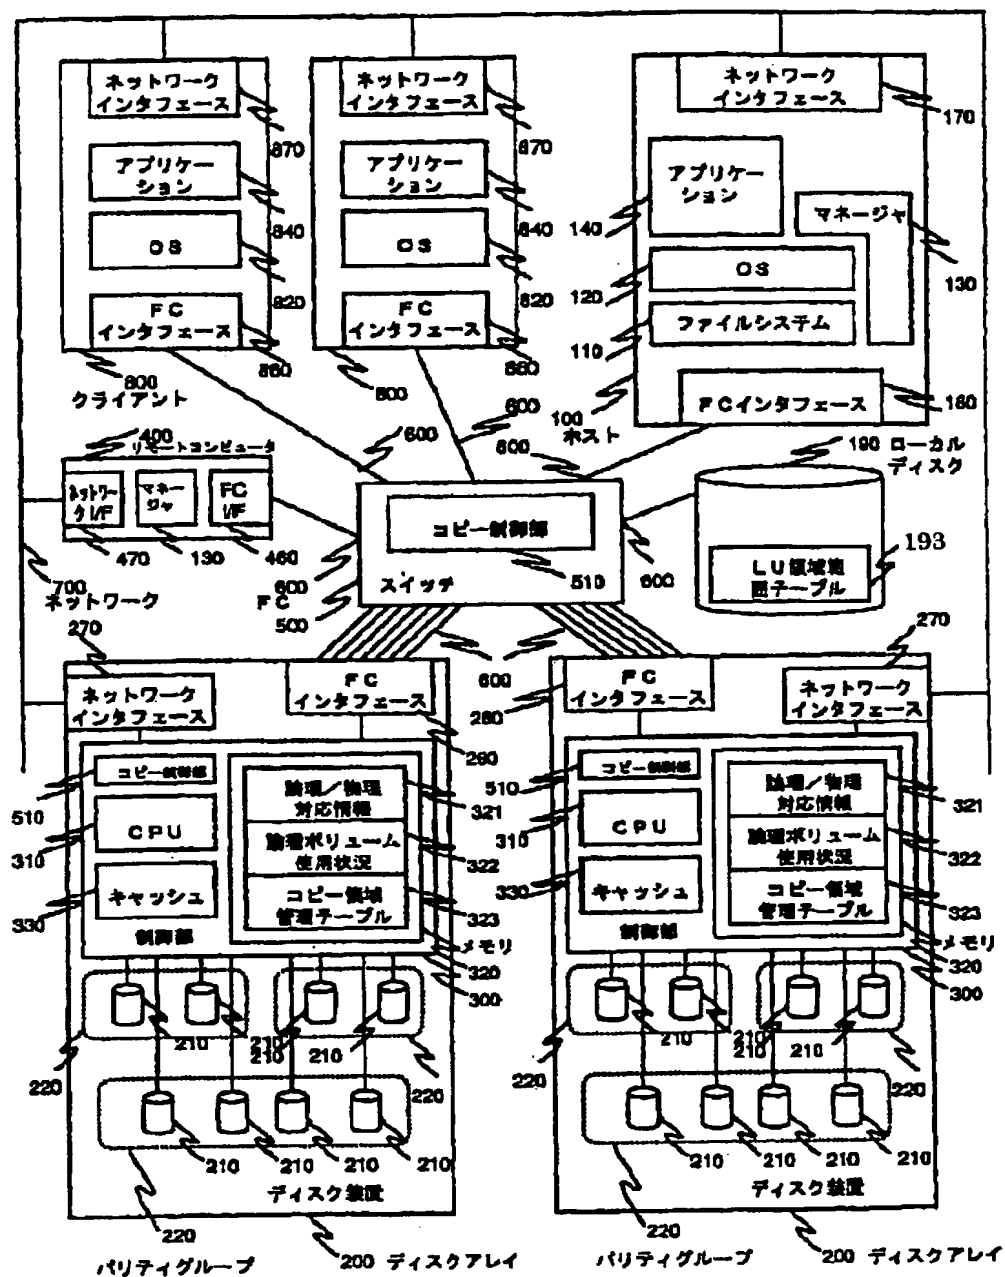 ネットワーク
インタフェース
870
アプリケー
ション
840
OS
820
FC
インタフェース
860
800
クライアント
ネットワーク
インタフェース
870
アプリケー
ション
840
OS
820
FC
インタフェース
860
800
ネットワーク
インタフェース
170
アプリケー
ション
140
マネージャ
130
OS
120
ファイルシステム
110
FCインタフェース
160
100
ホスト
600
600
600
400
リモートコンピュータ
ネットワー
クI/F
マネー
ジャ
FC
I/F
470
130
460
700
ネットワーク
600
FC
500
コピー制御部
510
スイッチ
600
190 ローカル
ディスク
193
LU領域範
囲テーブル
600
270
ネットワーク
インタフェース
FC
インタフェース
260
コピー制御部
510
CPU
310
キャッシュ
330
制御部
論理/物理
対応情報
321
論理ボリューム
使用状況
322
コピー領域
管理テーブル
323
メモリ
320
300
210
210
210
210
220
220
210
210
210
210
ディスク装置
220
パリティグループ
200 ディスクアレイ
270
FC
インタフェース
260
ネットワーク
インタフェース
コピー制御部
510
CPU
310
キャッシュ
330
制御部
論理/物理
対応情報
321
論理ボリューム
使用状況
322
コピー領域
管理テーブル
323
メモリ
320
300
210
210
210
210
220
220
210
210
210
210
ディスク装置
220
パリティグループ
200 ディスクアレイ